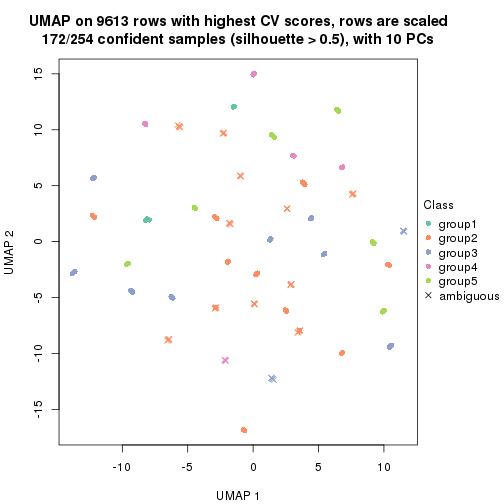 UMAP on 9613 rows with highest CV scores, rows are scaled
172/254 confident samples (silhouette > 0.5), with 10 PCs
15
10
5
0
-5
-10
-15
UMAP 2
-10
-5
0
5
10
UMAP 1
Class
group1
group2
group3
group4
group5
ambiguous